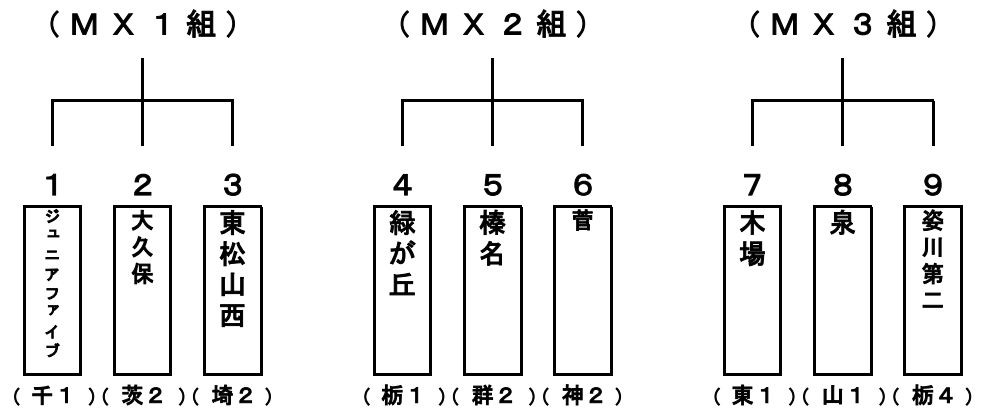 （ＭＸ１組）
（ＭＸ２組）
（ＭＸ３組）
1
2
3
4
5
6
7
8
9
ジュニアファイブ
大久保
東松山西
緑が丘
榛名
菅
木場
泉
姿川第二
（千１）
（茨２）
（埼２）
（栃１）
（群２）
（神２）
（東１）
（山１）
（栃４）